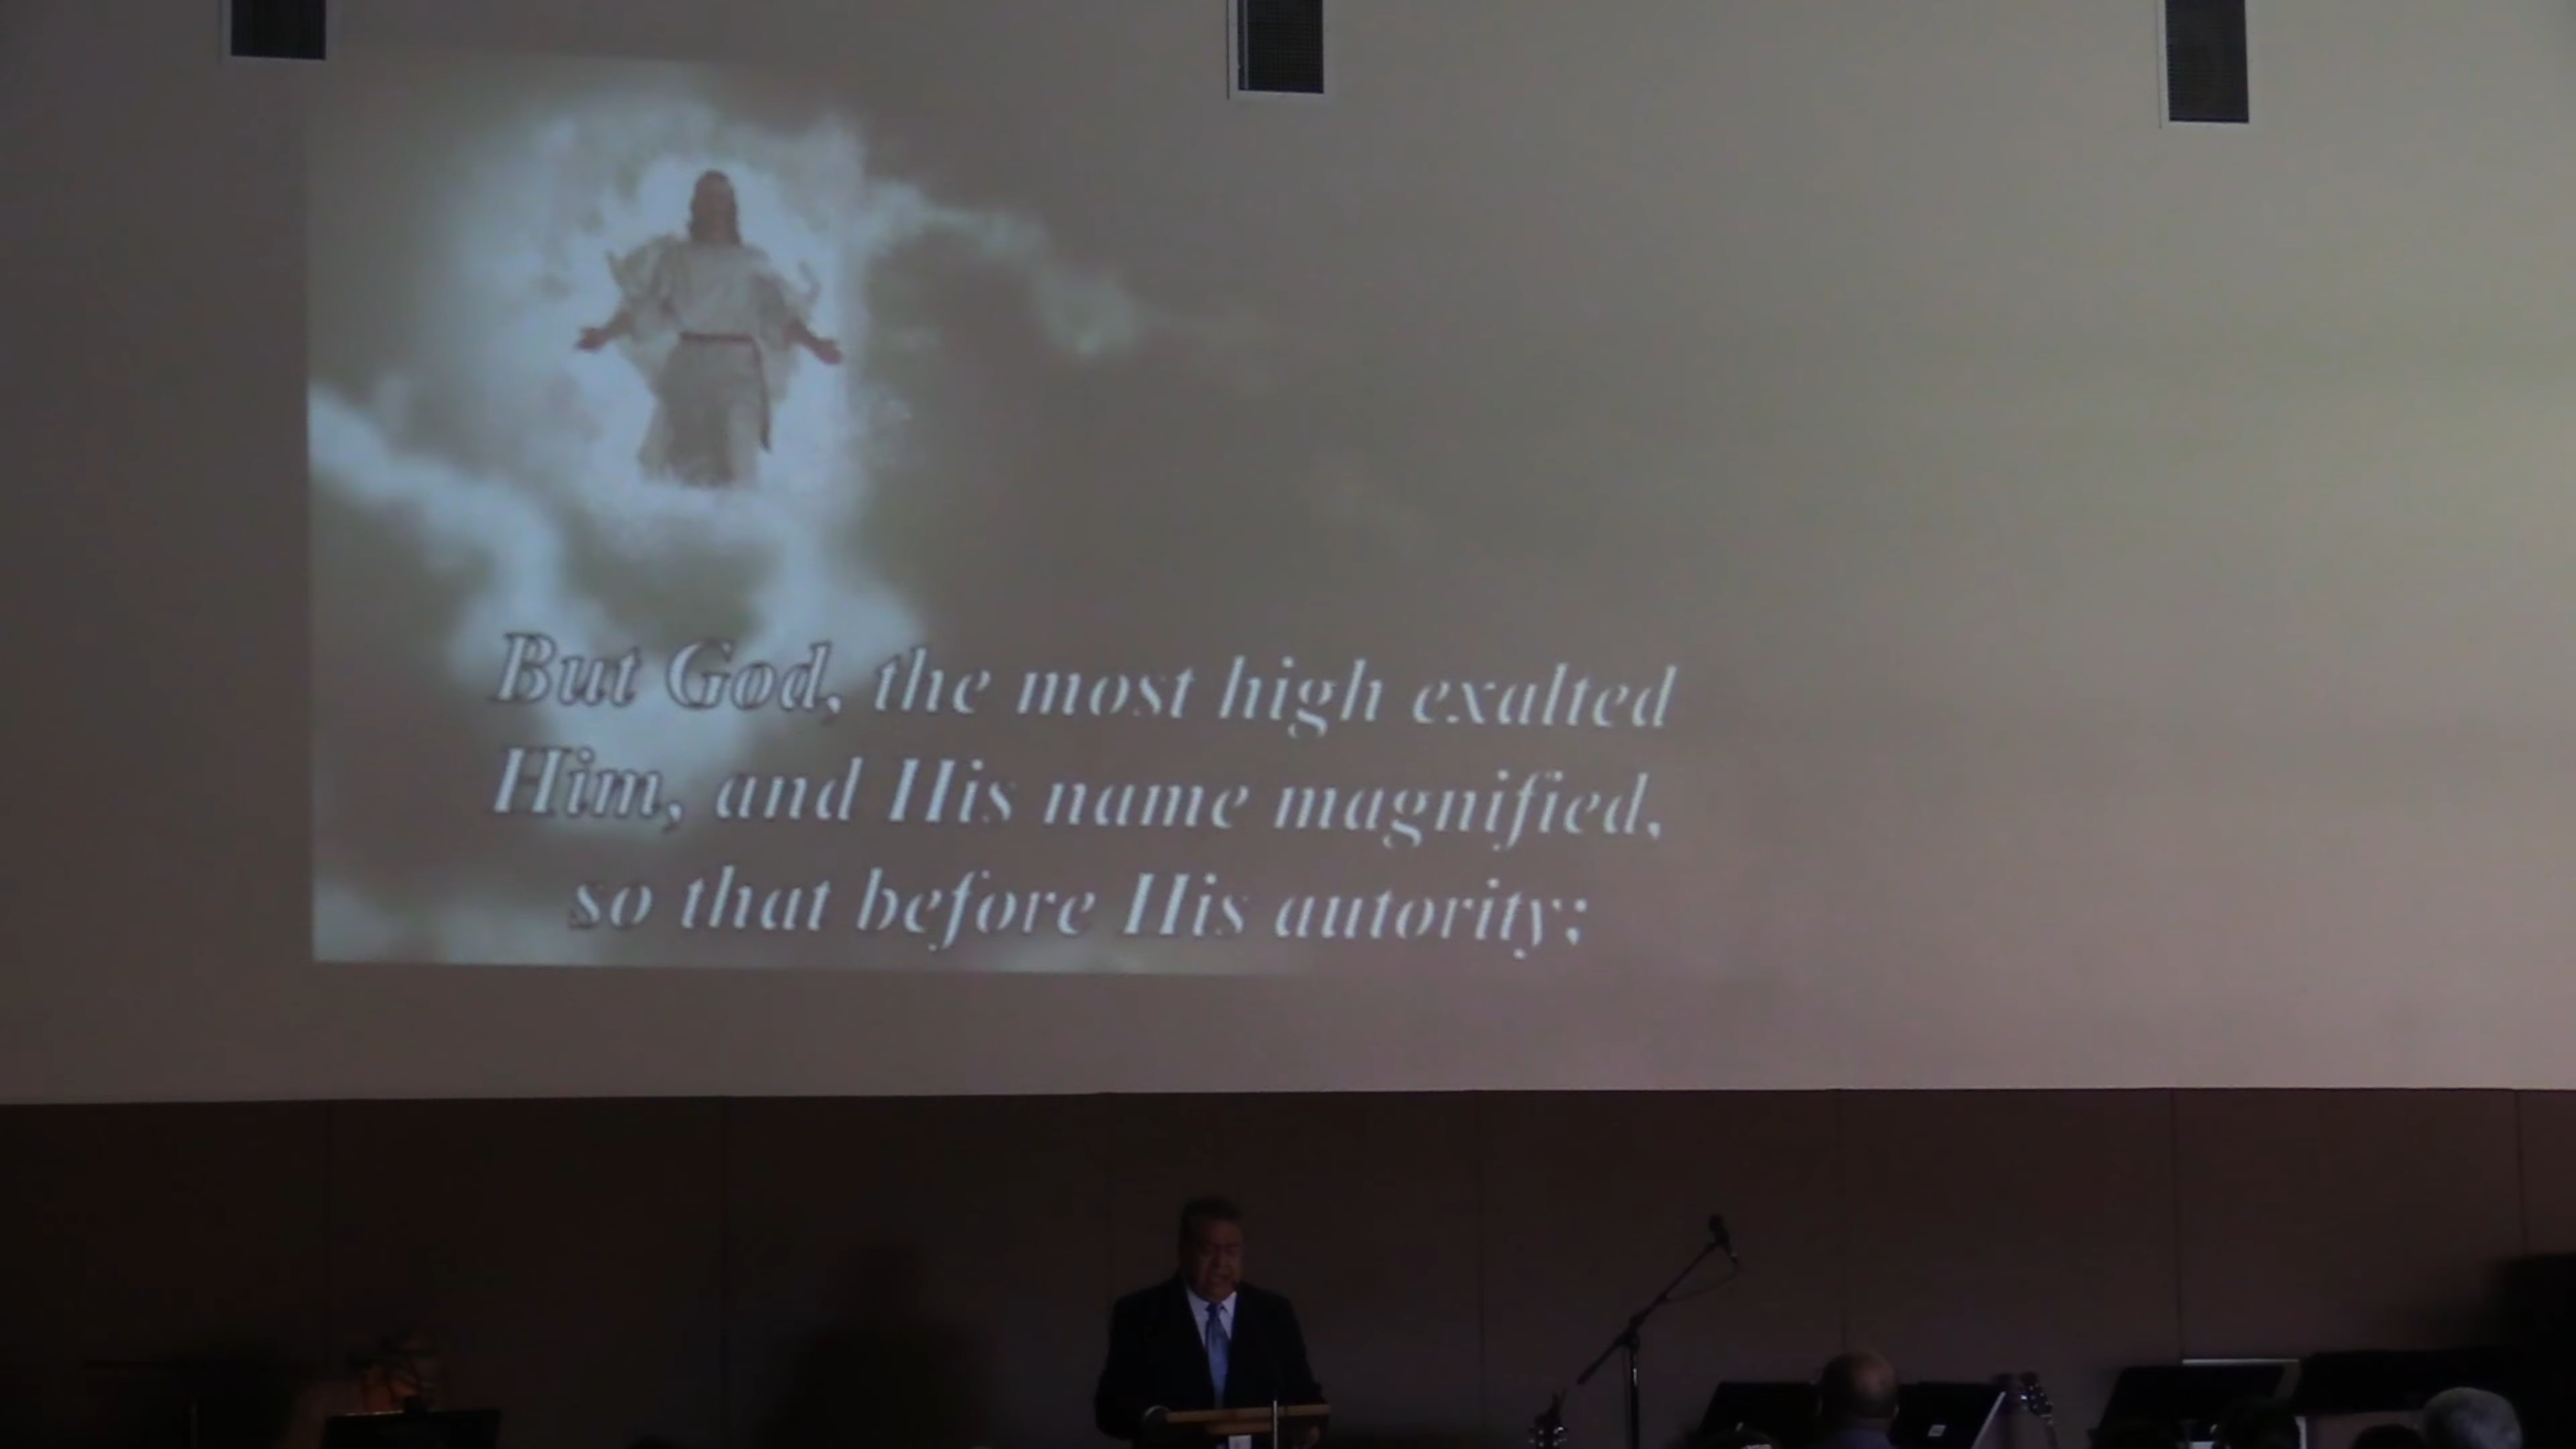 But God, the most high exalted
Him, and His name magnified,
so that before His autority;